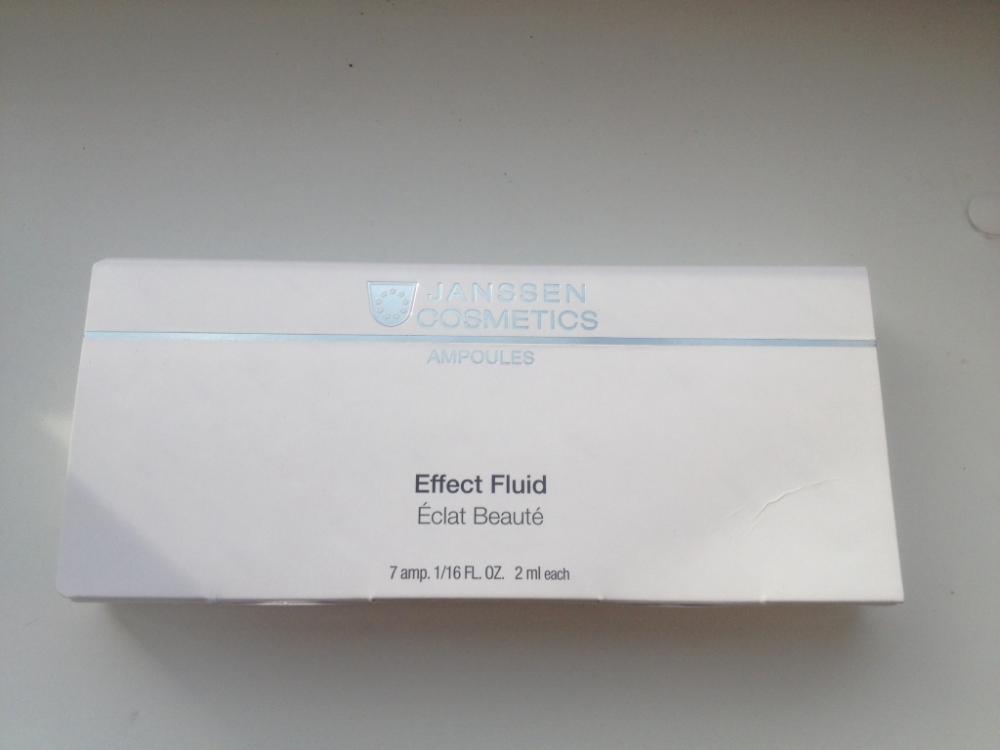 JANSSEN
COSMETICS
AMPOULES
Effect Fluid
Éclat Beauté
7 amp. 1/16 FL. OZ. 2 ml each